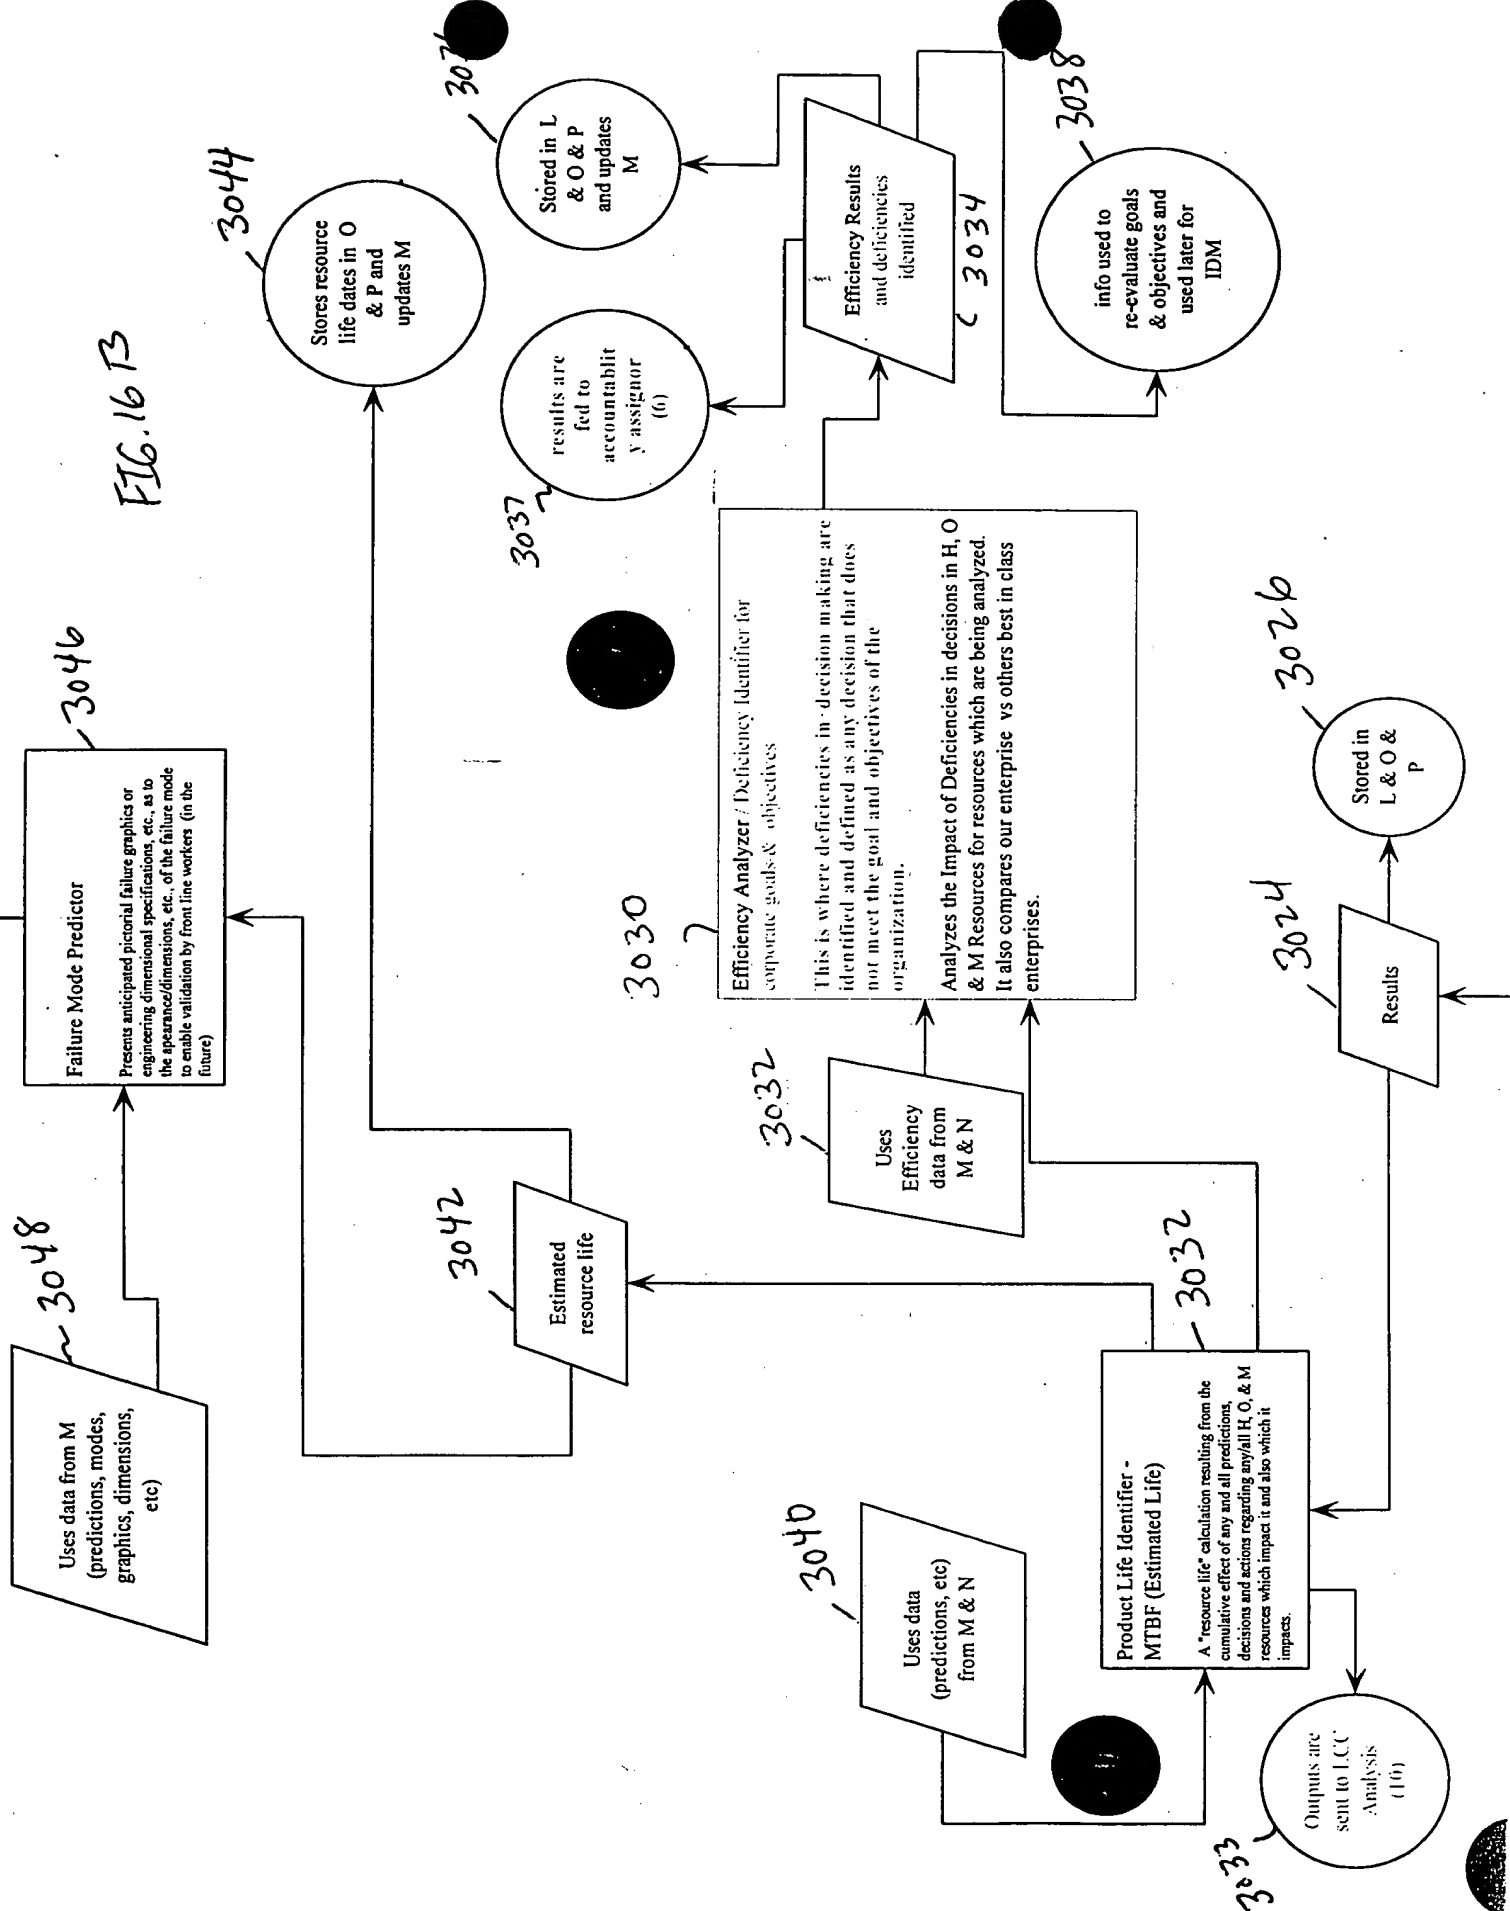 FIG. 16B
3048
Uses data from M
(predictions, modes,
graphics, dimensions,
etc)
3046
Failure Mode Predictor
Presents anticipated pictorial failure graphics or
engineering dimensional specifications, etc., as to
the apearance/dimensions, etc., of the failure mode
to enable validation by front line workers (in the
future)
3044
Stores resource
life dates in O
& P and
updates M
3042
Estimated
resource life
3037
results are
fed to
accountablit
y assignor
(6)
Stored in L
& O & P
and updates
M
3030
Efficiency Analyzer / Deficiency Identifier for
corporate goals & objectives
This is where deficiencies in decision making are
identified and defined as any decision that does
not meet the goal and objectives of the
organization.
Analyzes the Impact of Deficiencies in decisions in H, O
& M Resources for resources which are being analyzed.
It also compares our enterprise vs others best in class
enterprises.
Efficiency Results
and deficiencies
identified
3034
3032
Uses
Efficiency
data from
M & N
3038
info used to
re-evaluate goals
& objectives and
used later for
IDM
3040
Uses data
(predictions, etc)
from M & N
3032
Product Life Identifier -
MTBF (Estimated Life)
A "resource life" calculation resulting from the
cumulative effect of any and all predictions,
decisions and actions regarding any/all H, O, & M
resources which impact it and also which it
impacts.
3033
Outputs are
sent to LCC
Analysis
(10)
3024
Results
3026
Stored in
L & O &
P